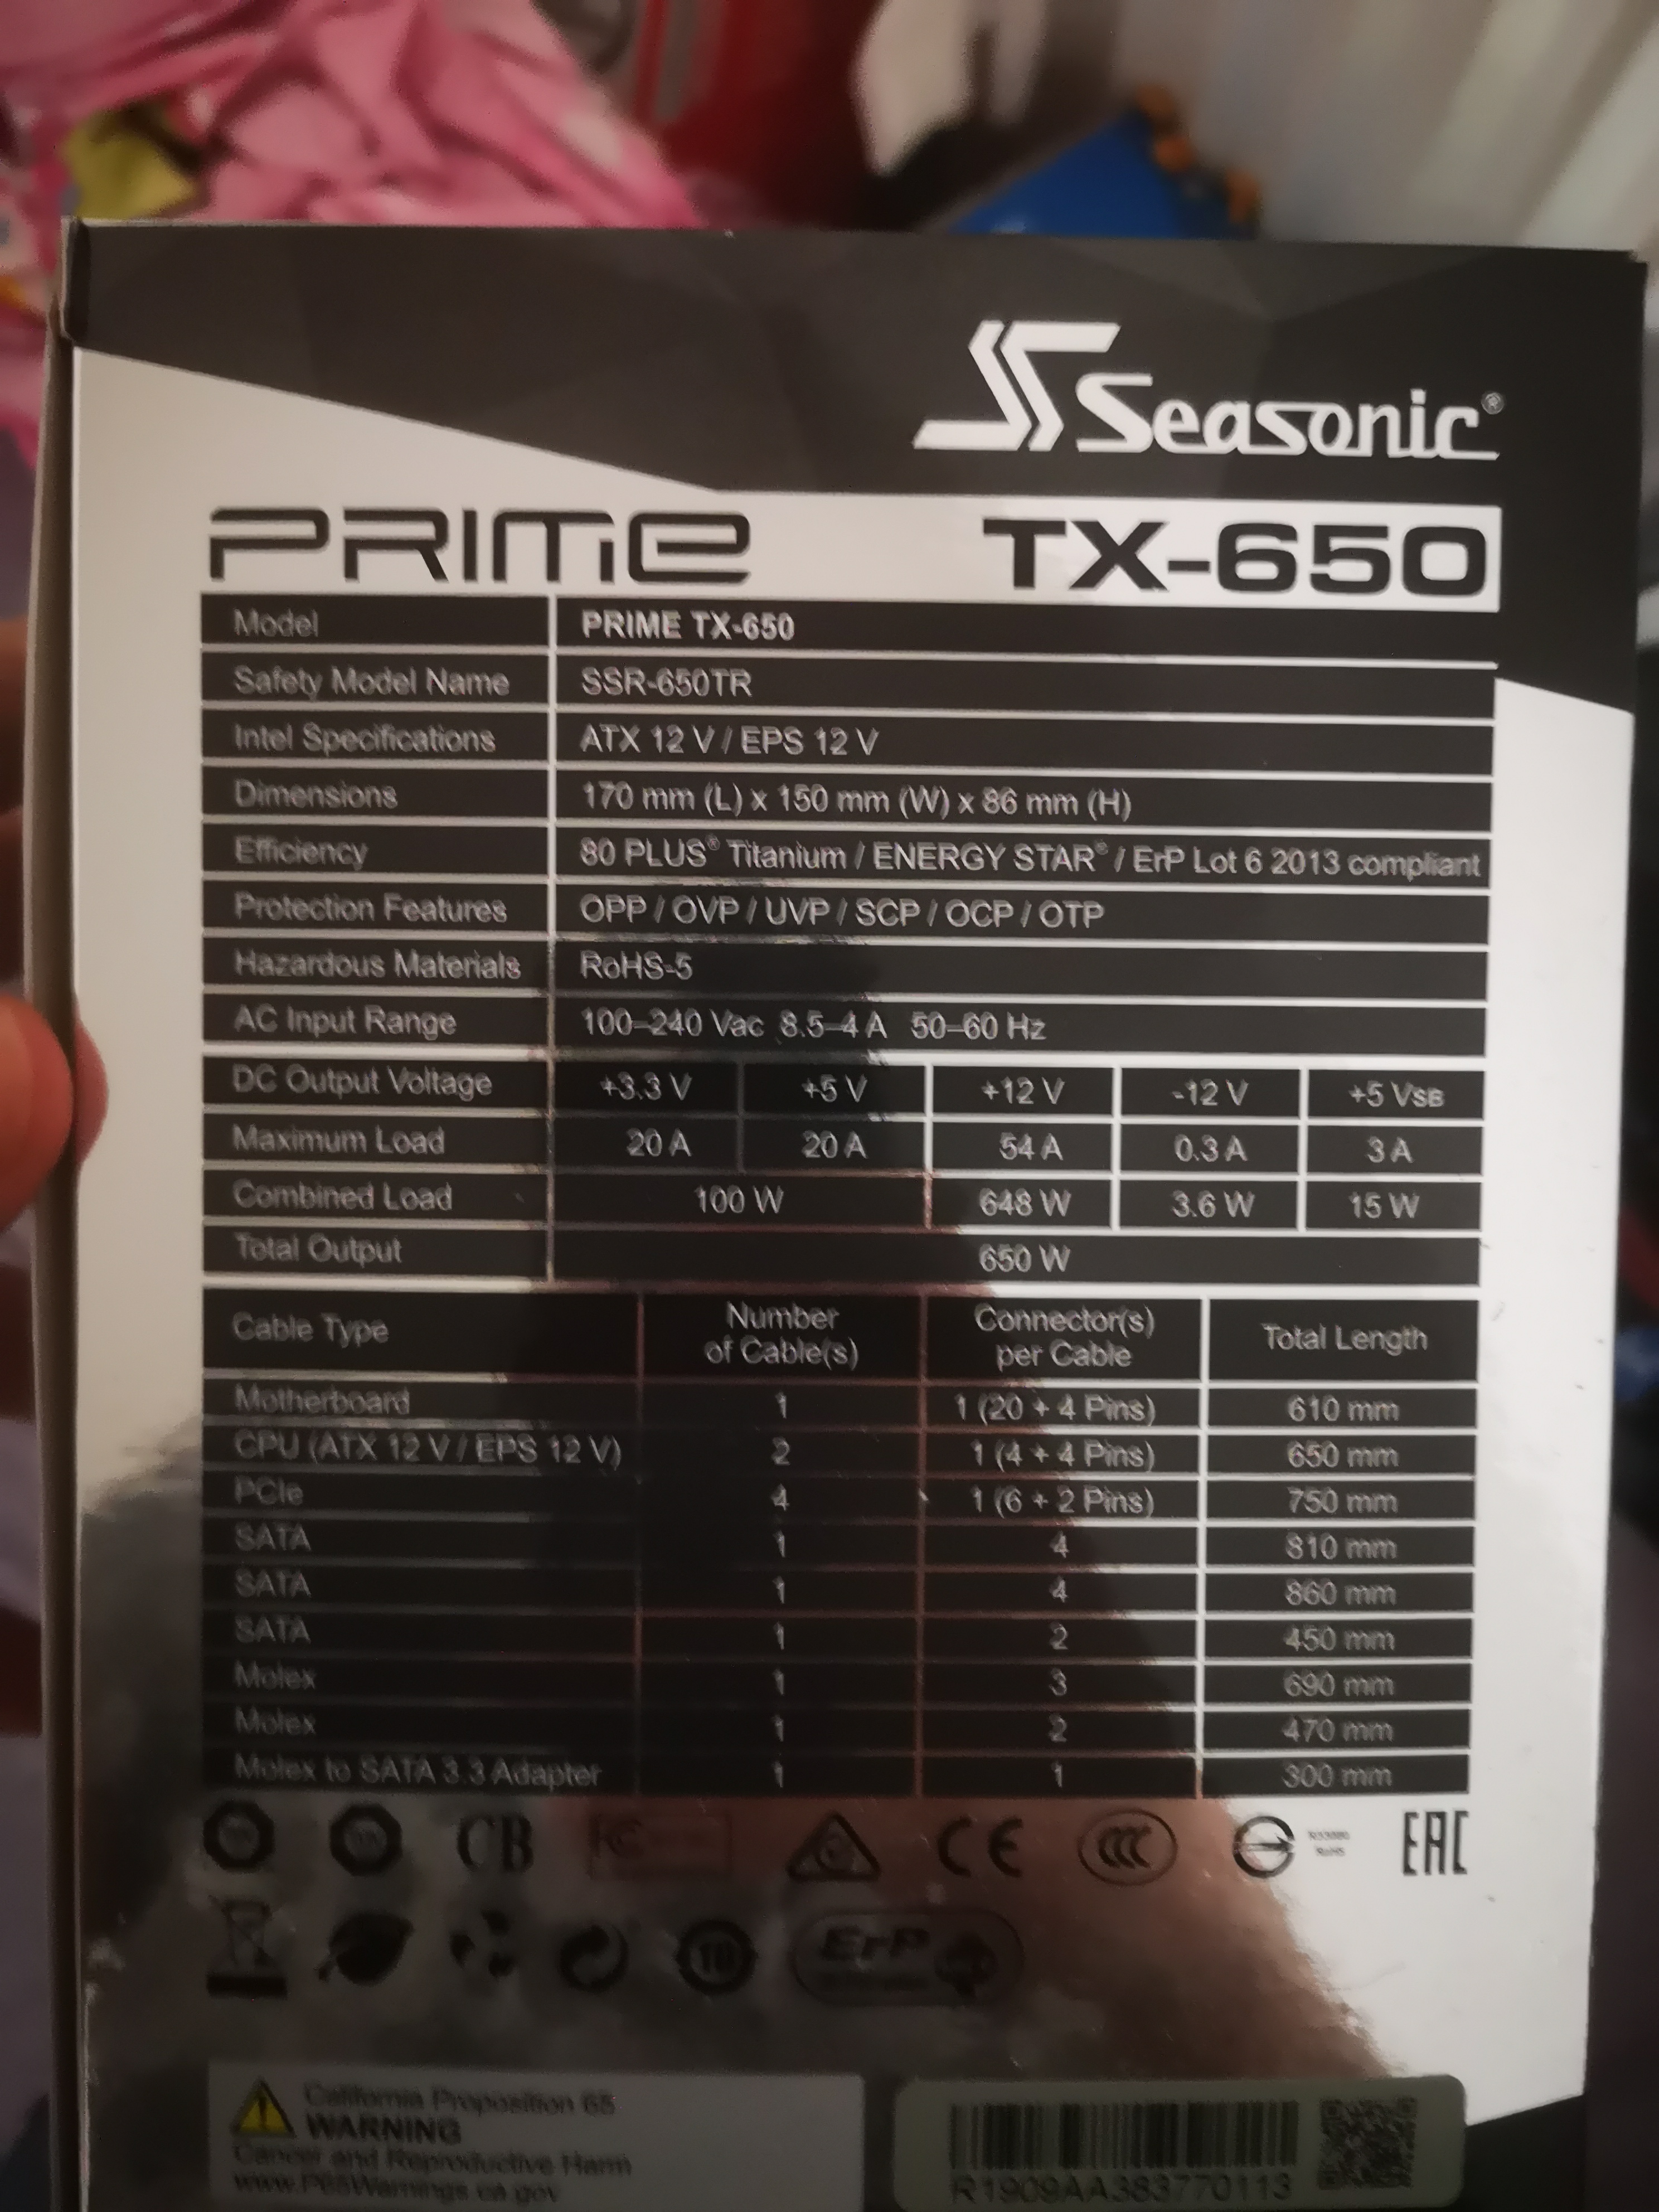 Seasonic®
PRIME TX-650
Model PRIME TX-650
Safety Model Name SSR-650TR
Intel Specifications ATX 12 V / EPS 12 V
Dimensions 170 mm (L) x 150 mm (W) x 86 mm (H)
Efficiency 80 PLUS® Titanium / ENERGY STAR® / ErP Lot 6 2013 compliant
Protection Features OPP / OVP / UVP / SCP / OCP / OTP
Hazardous Materials RoHS-5
AC Input Range 100–240 Vac 8.5–4 A 50–60 Hz
DC Output Voltage +3.3 V +5 V +12 V -12 V +5 VSB
Maximum Load 20 A 20 A 54 A 0.3 A 3 A
Combined Load 100 W 648 W 3.6 W 15 W
Total Output 650 W
Cable Type Number of Cable(s) Connector(s) per Cable Total Length
Motherboard 1 1 (20 + 4 Pins) 610 mm
CPU (ATX 12 V / EPS 12 V) 2 1 (4 + 4 Pins) 650 mm
PCIe 4 1 (6 + 2 Pins) 750 mm
SATA 1 4 810 mm
SATA 1 4 860 mm
SATA 1 2 450 mm
Molex 1 3 690 mm
Molex 1 2 470 mm
Molex to SATA 3.3 Adapter 1 1 300 mm
CB FC C CE CCC EAC
10 ErP
California Proposition 65
WARNING
Cancer and Reproductive Harm
www.P65Warnings.ca.gov
R1909AA383770113